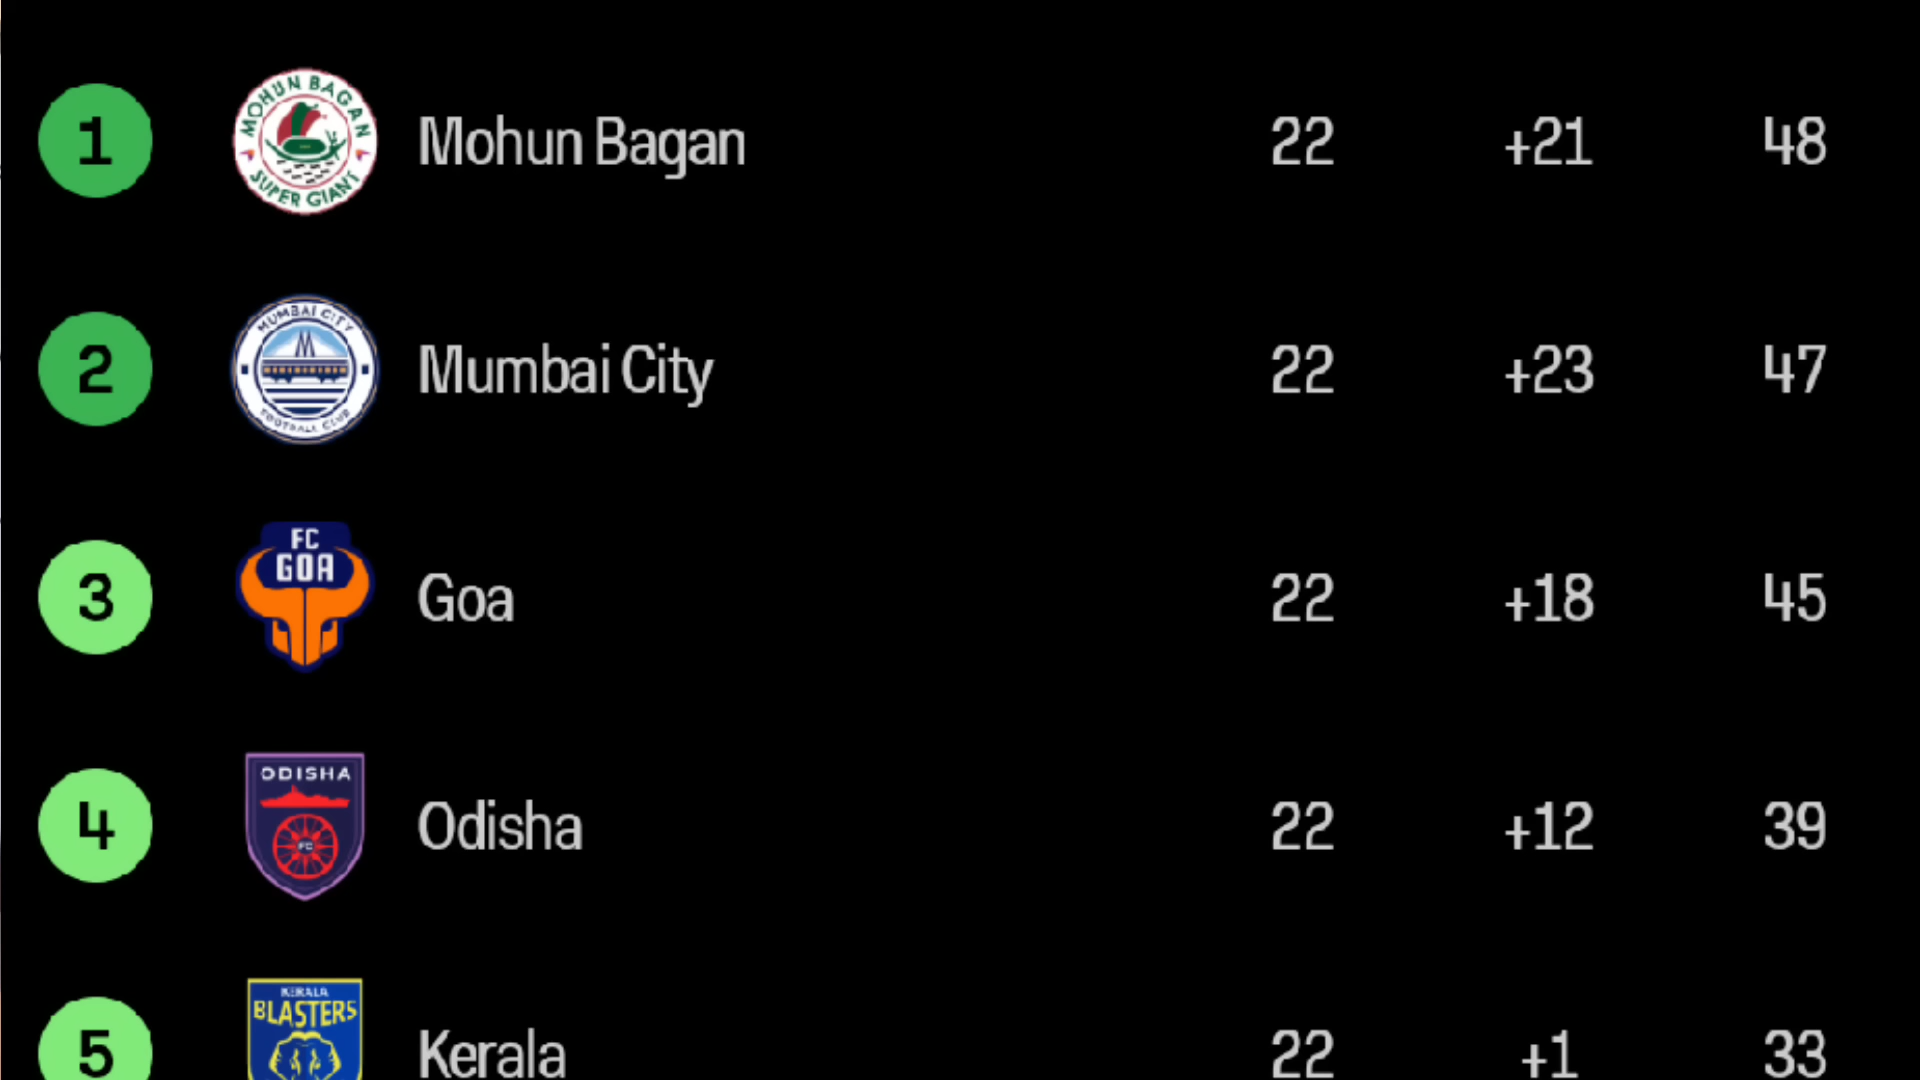 1 MOHUN BAGAN SUPER GIANT Mohun Bagan 22 +21 48
2 MUMBAI CITY FOOTBALL CLUB Mumbai City 22 +23 47
3 FC GOA Goa 22 +18 45
4 ODISHA FC Odisha 22 +12 39
5 KERALA BLASTERS Kerala 22 +1 33